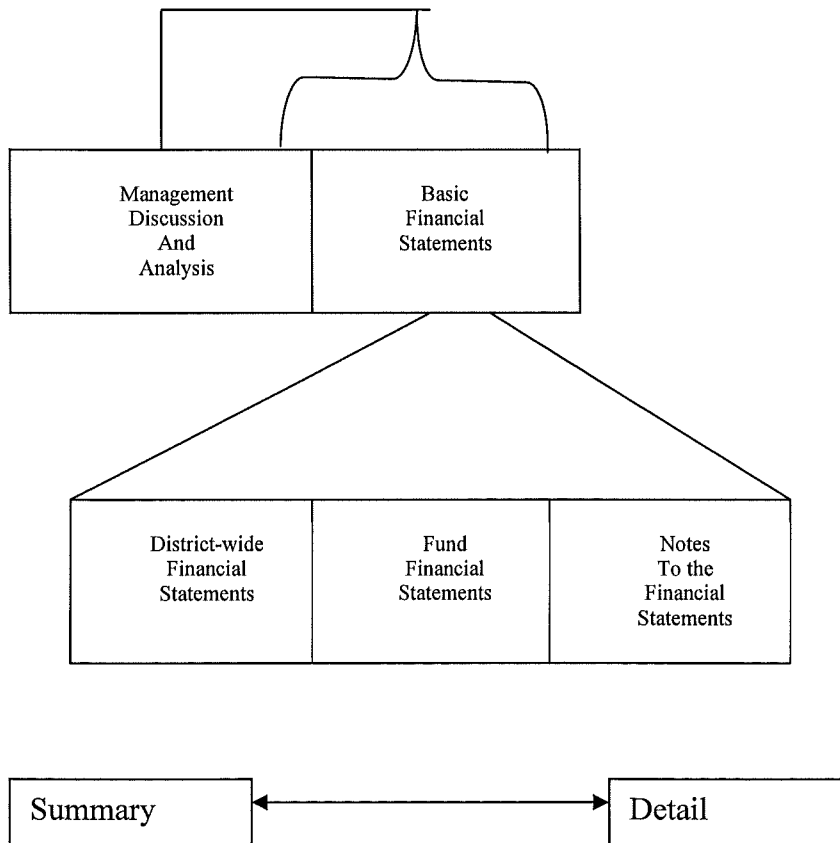 Management
Discussion
And
Analysis
Basic
Financial
Statements
District-wide
Financial
Statements
Fund
Financial
Statements
Notes
To the
Financial
Statements
Summary
Detail